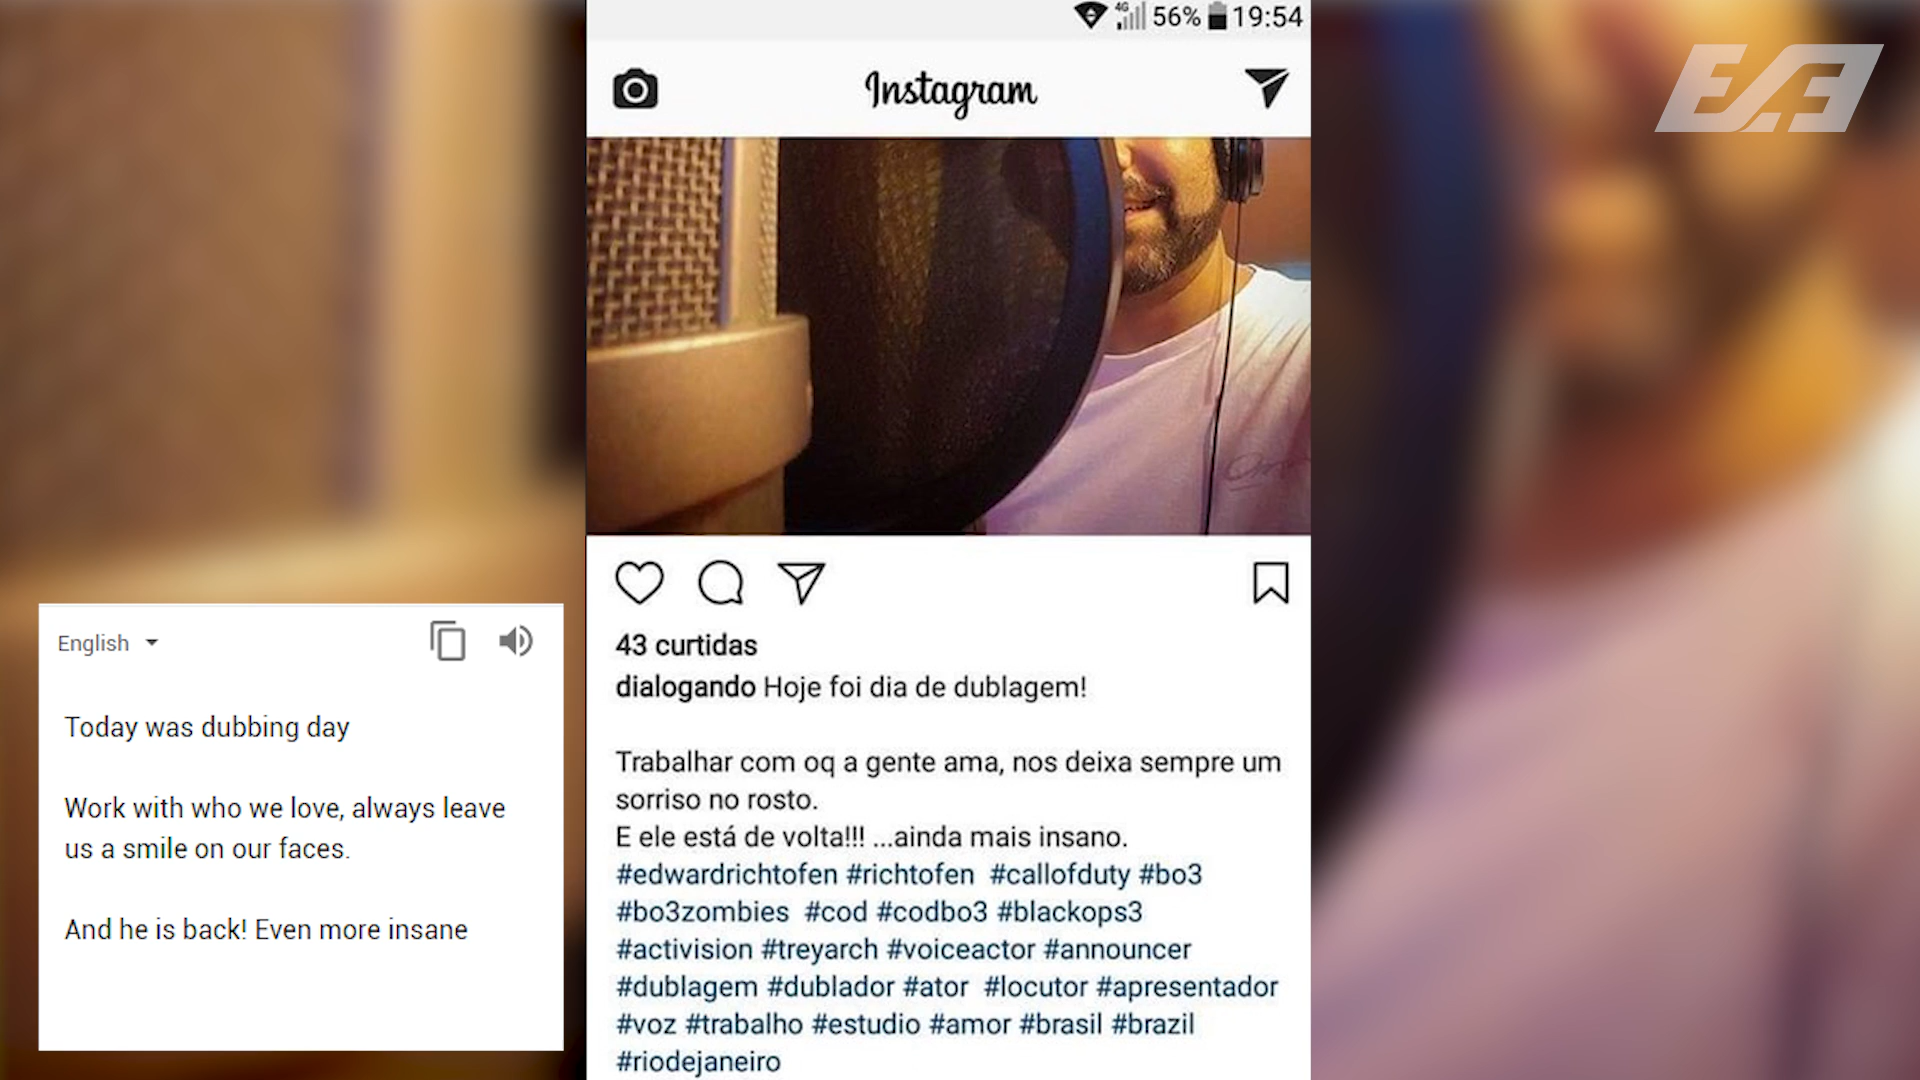 4G 56% 19:54
Instagram
43 curtidas
dialogando Hoje foi dia de dublagem!
Trabalhar com oq a gente ama, nos deixa sempre um
sorriso no rosto.
E ele está de volta!!! ...ainda mais insano.
#edwardrichtofen #richtofen #callofduty #bo3
#bo3zombies #cod #codbo3 #blackops3
#activision #treyarch #voiceactor #announcer
#dublagem #dublador #ator #locutor #apresentador
#voz #trabalho #estudio #amor #brasil #brazil
#riodejaneiro
English
Today was dubbing day
Work with who we love, always leave
us a smile on our faces.
And he is back! Even more insane